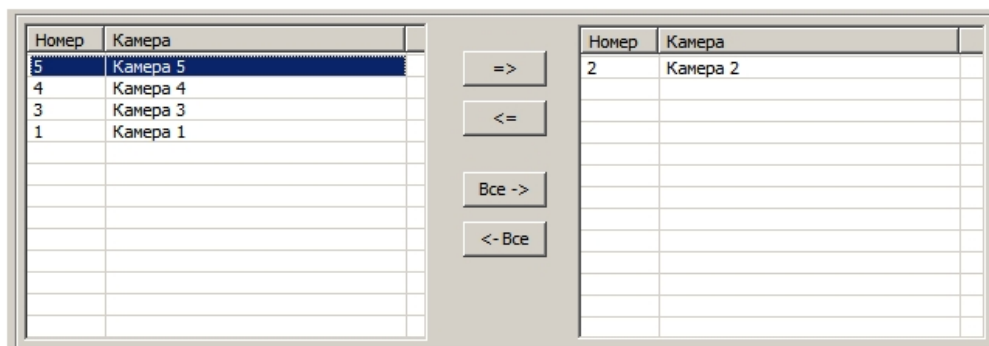 Номер Камера
5 Камера 5
4 Камера 4
3 Камера 3
1 Камера 1
=>
<=
Все ->
<- Все
Номер Камера
2 Камера 2